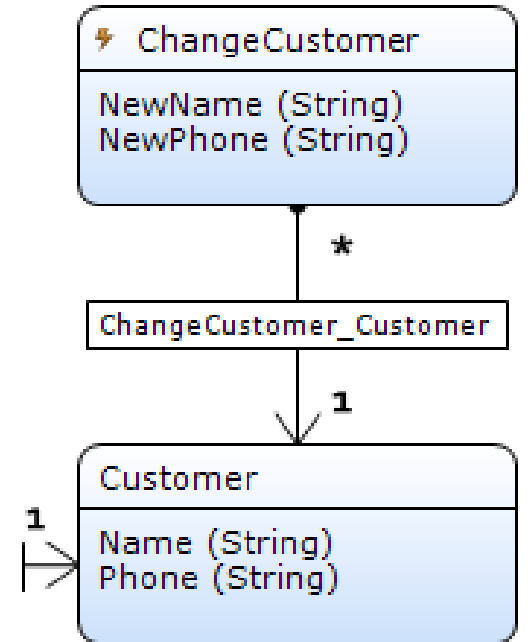 ChangeCustomer
NewName (String)
NewPhone (String)
*
ChangeCustomer_Customer
1
Customer
1
Name (String)
Phone (String)